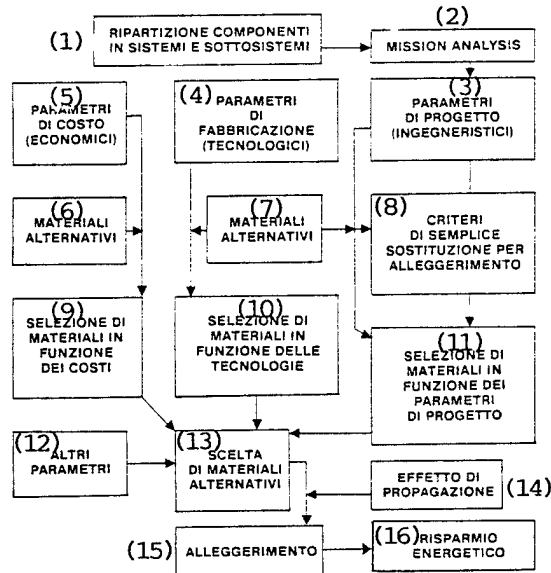 (1)
RIPARTIZIONE COMPONENTI
IN SISTEMI E SOTTOSISTEMI
(2)
MISSION ANALYSIS
(5)
PARAMETRI
DI COSTO
(ECONOMICI)
(4)
PARAMETRI
DI
FABBRICAZIONE
(TECNOLOGICI)
(3)
PARAMETRI
DI PROGETTO
(INGEGNERISTICI)
(6)
MATERIALI
ALTERNATIVI
(7)
MATERIALI
ALTERNATIVI
(8)
CRITERI
DI SEMPLICE
SOSTITUZIONE PER
ALLEGGERIMENTO
(9)
SELEZIONE DI
MATERIALI IN
FUNZIONE
DEI COSTI
(10)
SELEZIONE DI
MATERIALI IN
FUNZIONE DELLE
TECNOLOGIE
(11)
SELEZIONE DI
MATERIALI IN
FUNZIONE DEI
PARAMETRI
DI PROGETTO
(12)
ALTRI
PARAMETRI
(13)
SCELTA
DI MATERIALI
ALTERNATIVI
EFFETTO DI
PROPAGAZIONE
(14)
(15)
ALLEGGERIMENTO
(16)
RISPARMIO
ENERGETICO